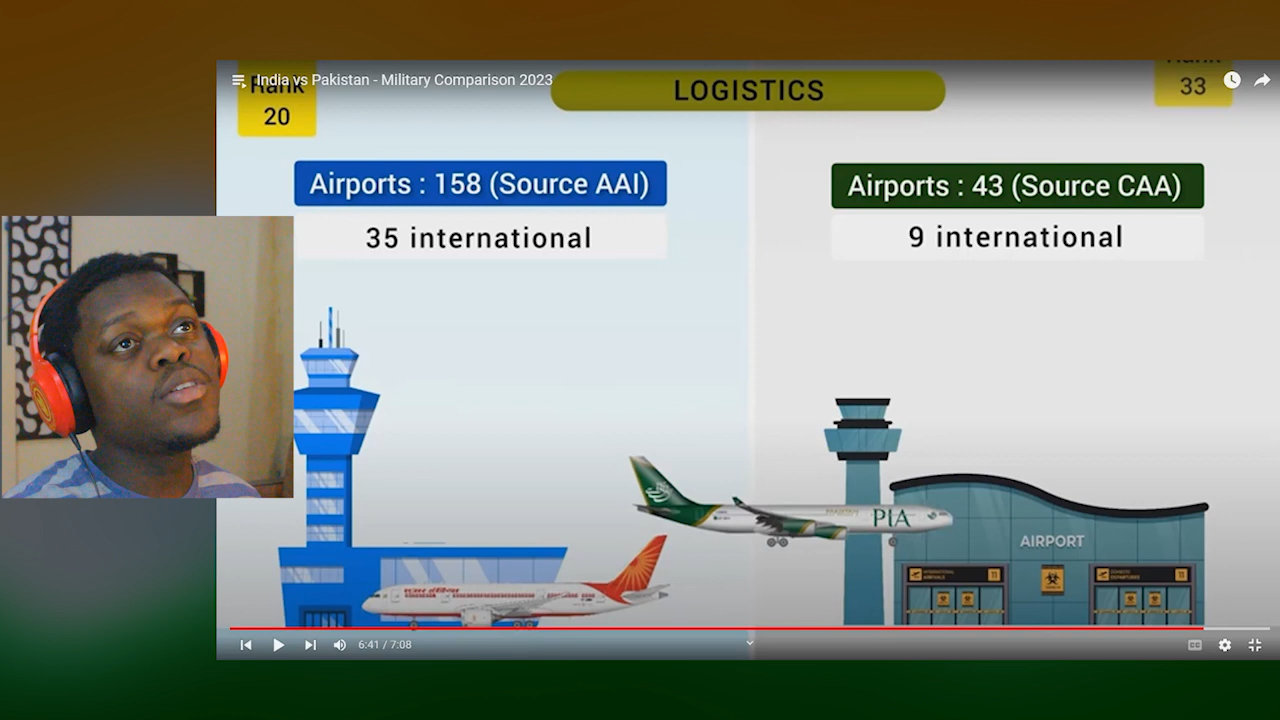 India vs Pakistan - Military Comparison 2023
Rank
20
LOGISTICS
Rank
33
Airports : 158 (Source AAI)
35 international
Airports : 43 (Source CAA)
9 international
PIA
AIRPORT
6:41 / 7:08